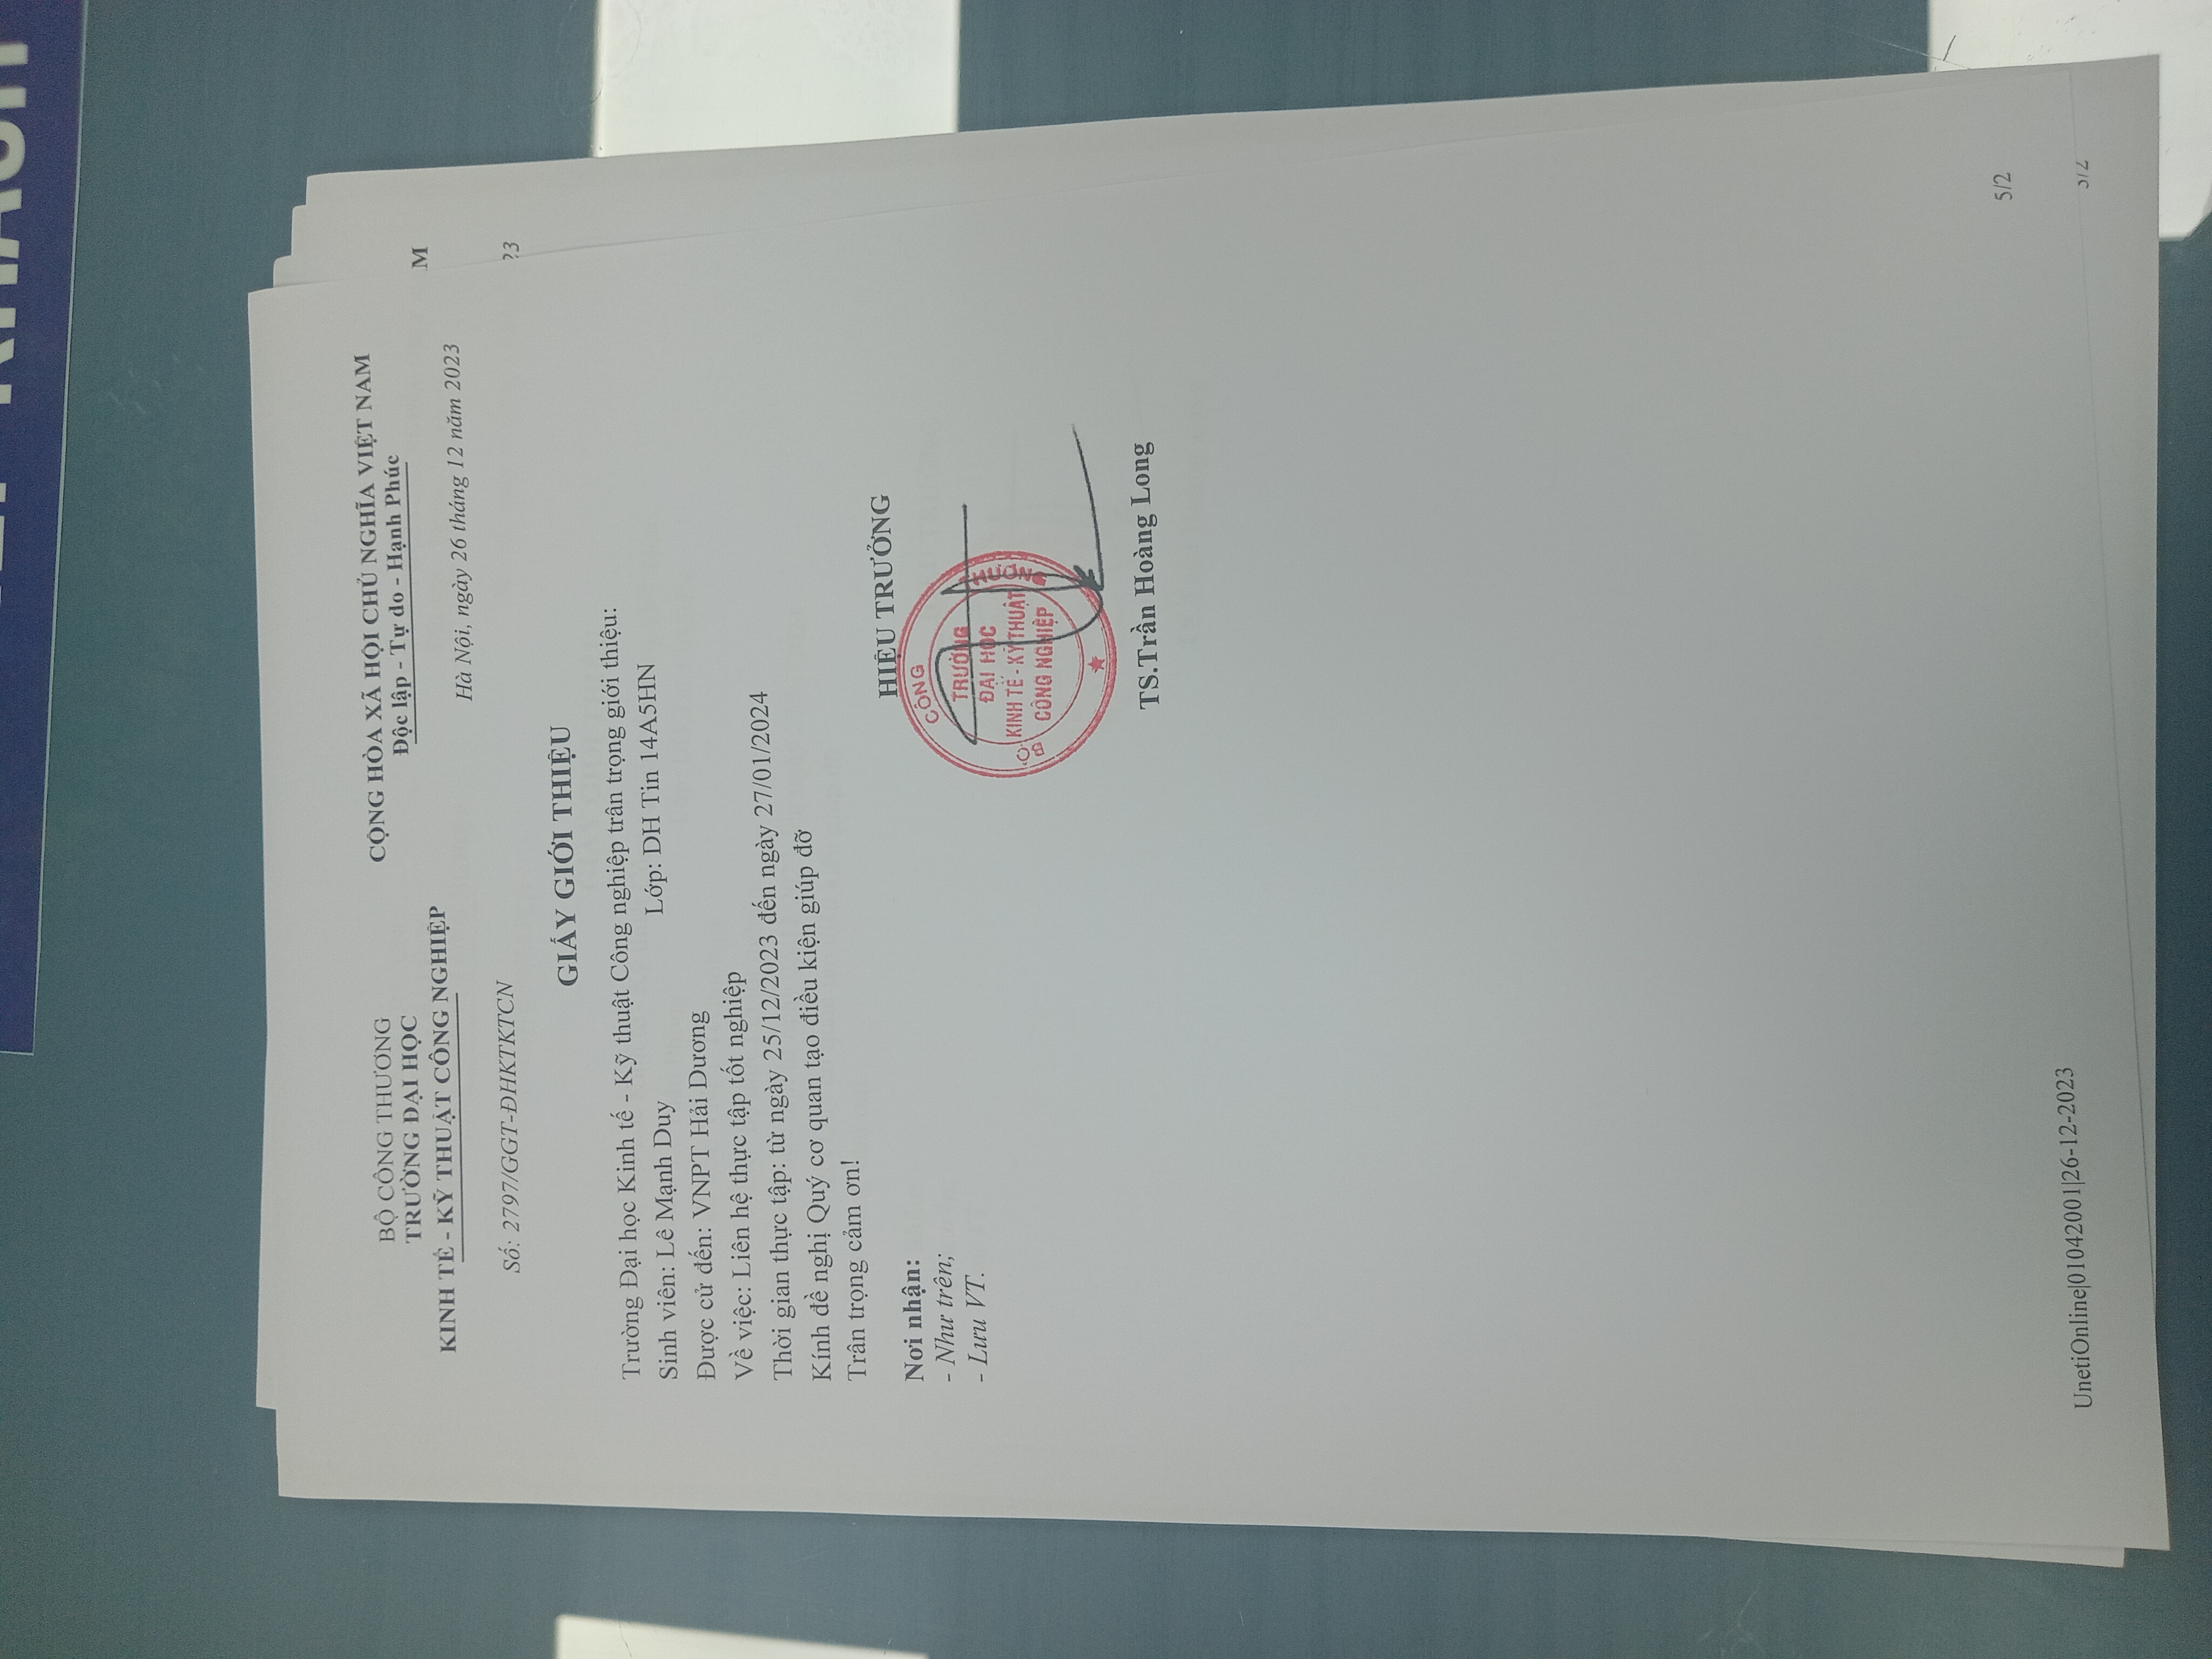 KHÁCH
BỘ CÔNG THƯƠNG
TRƯỜNG ĐẠI HỌC
KINH TẾ - KỸ THUẬT CÔNG NGHIỆP
CỘNG HÒA XÃ HỘI CHỦ NGHĨA VIỆT NAM
Độc lập - Tự do - Hạnh Phúc
M
Hà Nội, ngày 26 tháng 12 năm 2023
Số: 2797/GGT-ĐHKTKTCN
23
GIẤY GIỚI THIỆU
Trường Đại học Kinh tế - Kỹ thuật Công nghiệp trân trọng giới thiệu:
Sinh viên: Lê Mạnh Duy Lớp: DH Tin 14A5HN
Được cử đến: VNPT Hải Dương
Về việc: Liên hệ thực tập tốt nghiệp
Thời gian thực tập: từ ngày 25/12/2023 đến ngày 27/01/2024
Kính đề nghị Quý cơ quan tạo điều kiện giúp đỡ
Trân trọng cảm ơn!
HIỆU TRƯỞNG
Nơi nhận:
- Như trên;
- Lưu VT.
BỘ CÔNG THƯƠNG
TRƯỜNG
ĐẠI HỌC
KINH TẾ - KỸ THUẬT
CÔNG NGHIỆP
TS.Trần Hoàng Long
5/2
UnetiOnline|01042001|26-12-2023